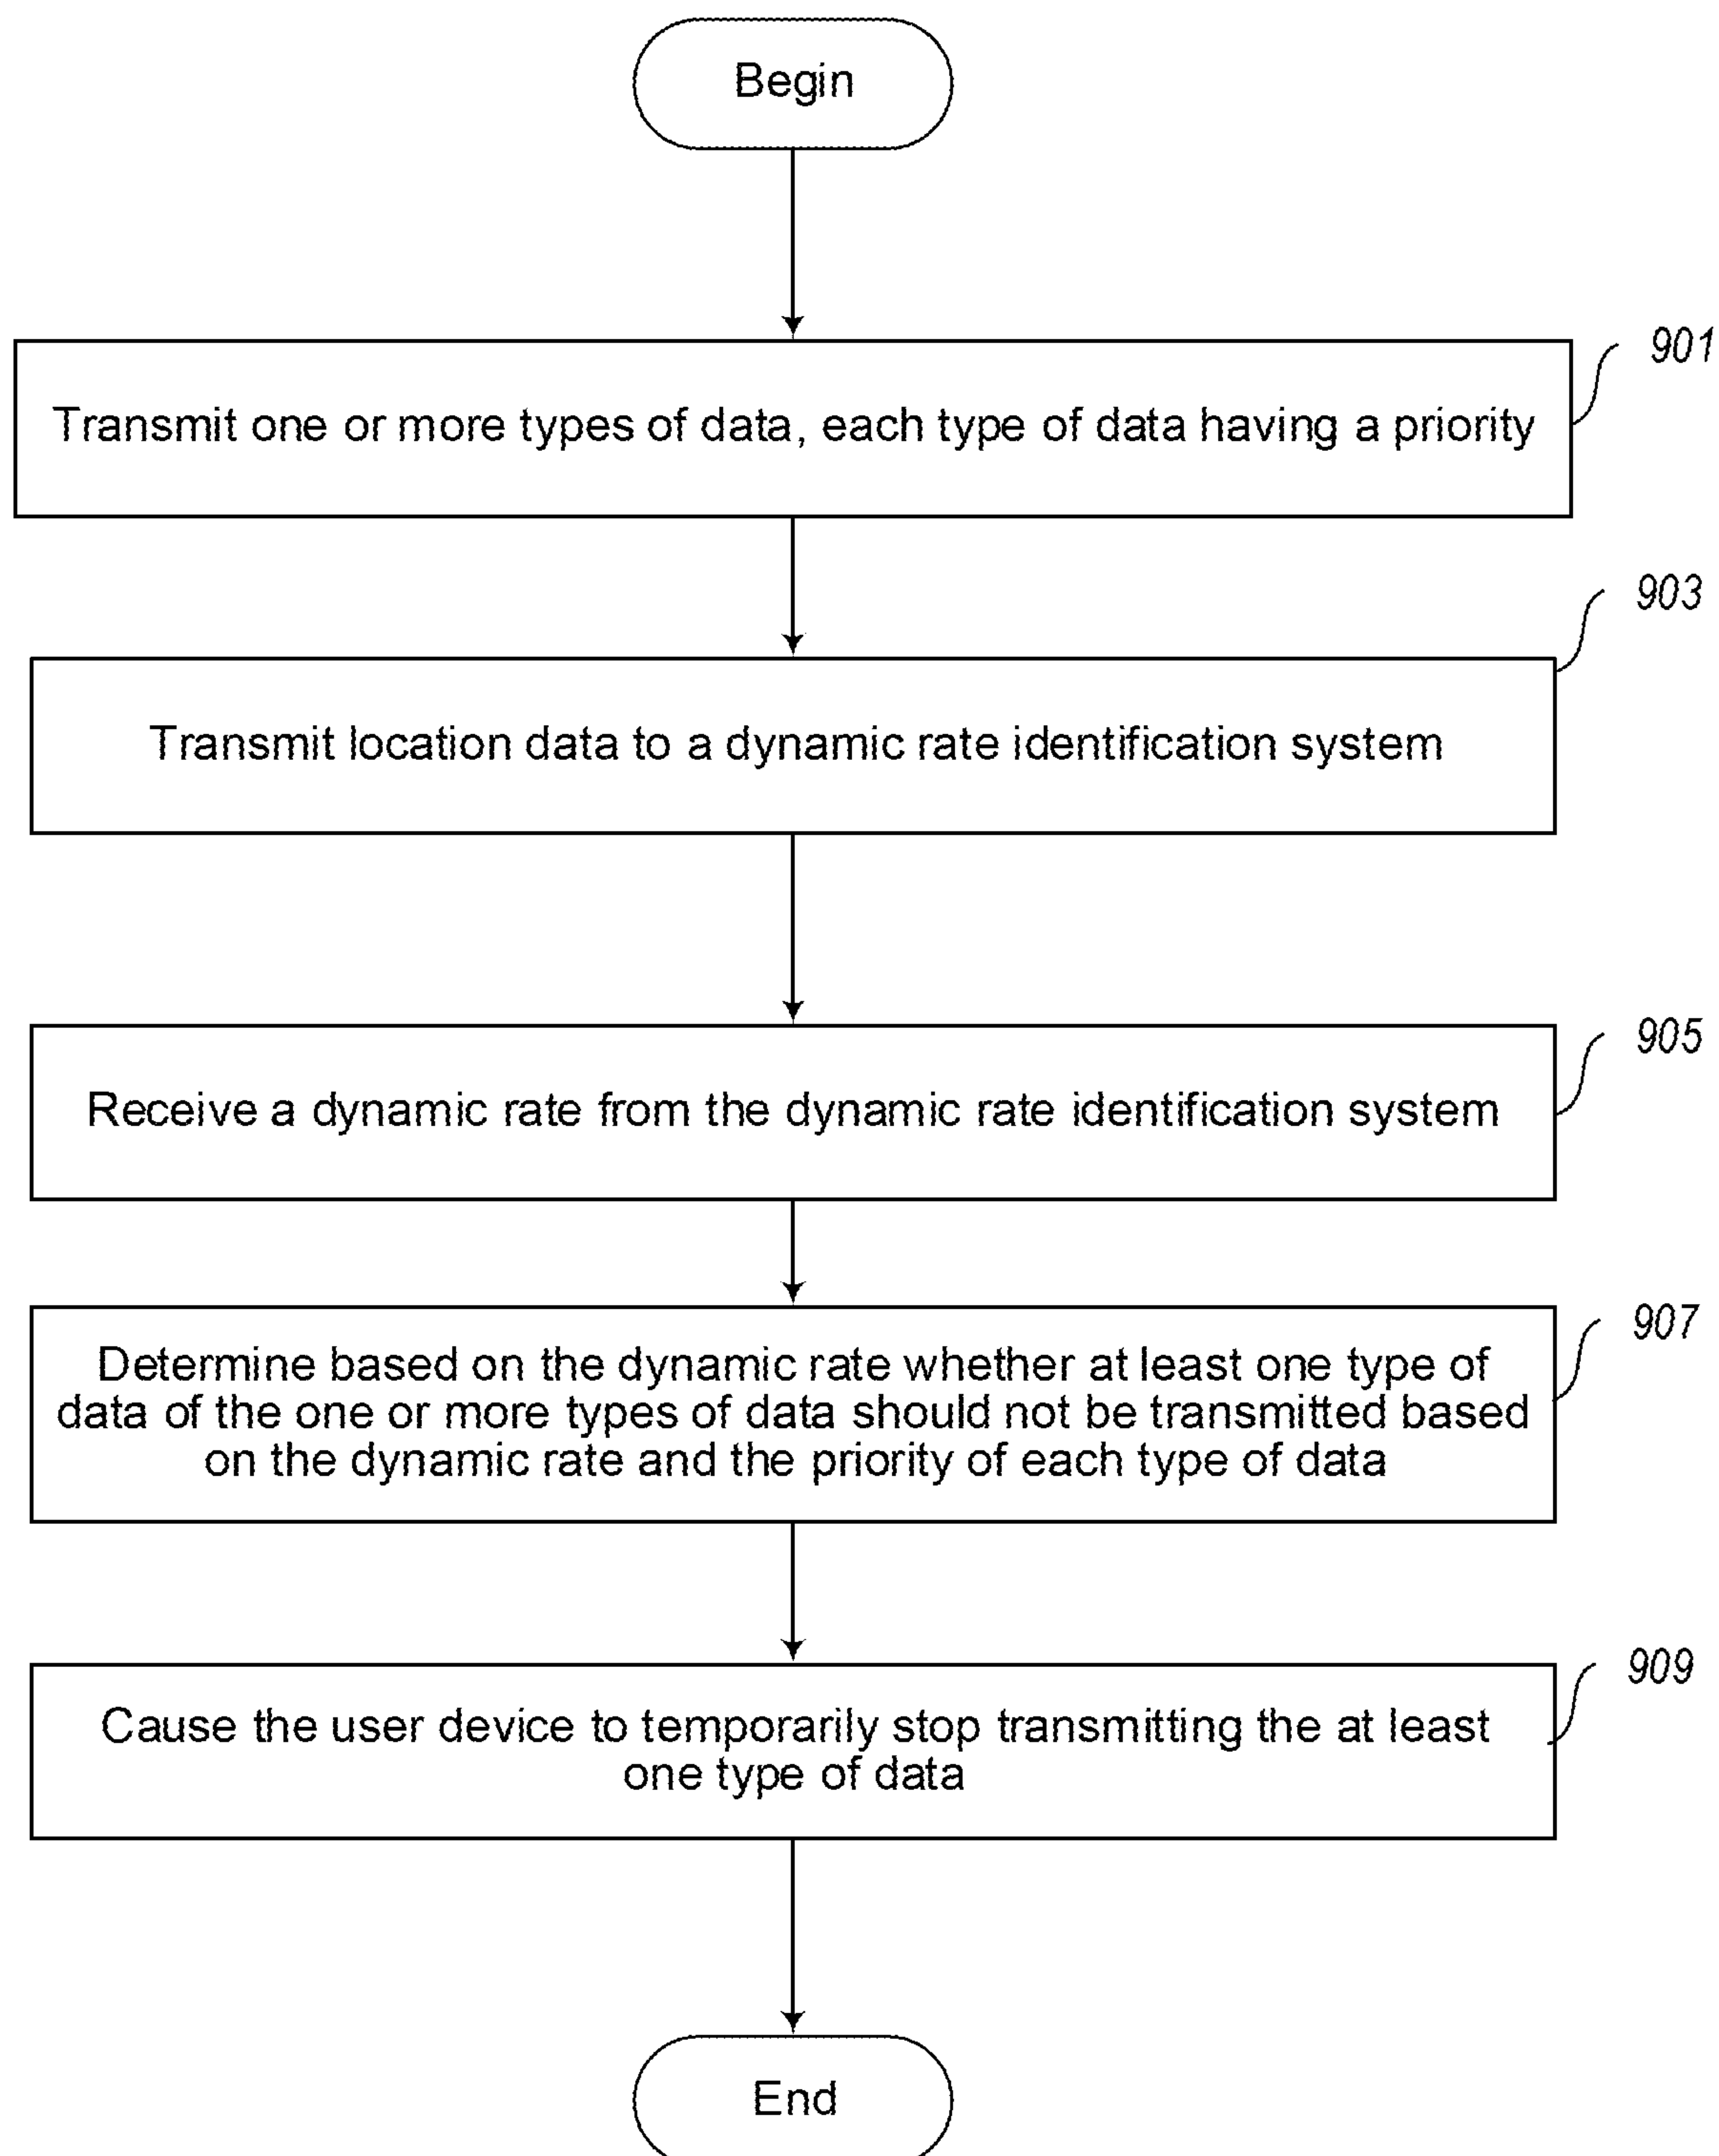 Begin
901
Transmit one or more types of data, each type of data having a priority
903
Transmit location data to a dynamic rate identification system
905
Receive a dynamic rate from the dynamic rate identification system
907
Determine based on the dynamic rate whether at least one type of
data of the one or more types of data should not be transmitted based
on the dynamic rate and the priority of each type of data
909
Cause the user device to temporarily stop transmitting the at least
one type of data
End